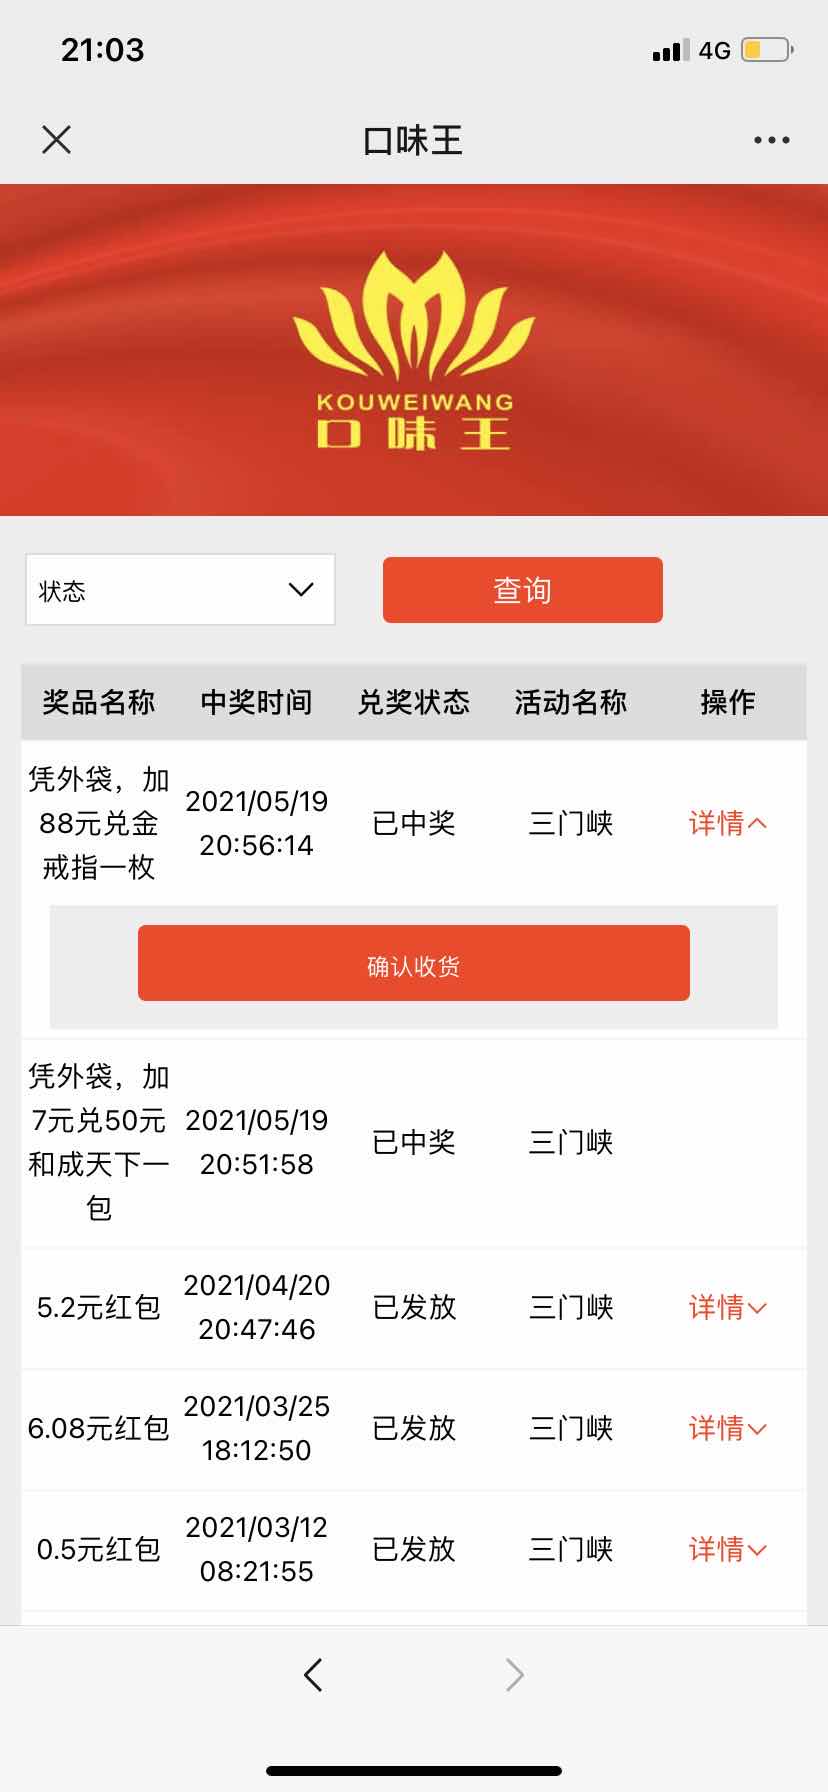 21:03
4G
口味王
KOUWEIWANG
口味王
状态
查询
奖品名称 中奖时间 兑奖状态 活动名称 操作
凭外袋，加
88元兑金
戒指一枚
2021/05/19
20:56:14
已中奖
三门峡
详情
确认收货
凭外袋，加
7元兑50元
和成天下一
包
2021/05/19
20:51:58
已中奖
三门峡
5.2元红包
2021/04/20
20:47:46
已发放
三门峡
详情
6.08元红包
2021/03/25
18:12:50
已发放
三门峡
详情
0.5元红包
2021/03/12
08:21:55
已发放
三门峡
详情